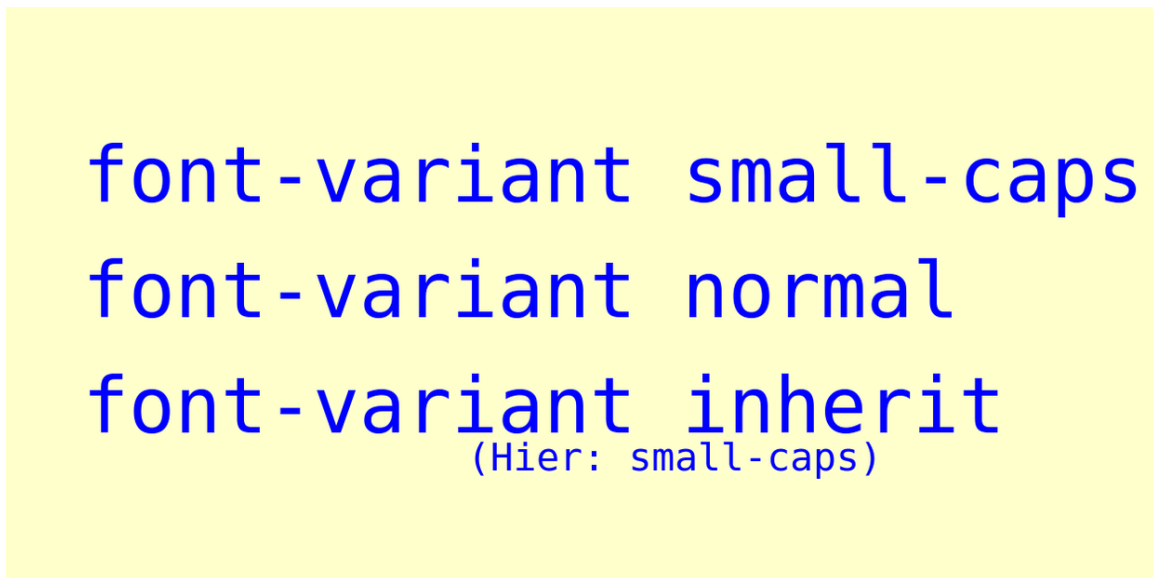 font-variant small-caps
font-variant normal
font-variant inherit
(Hier: small-caps)